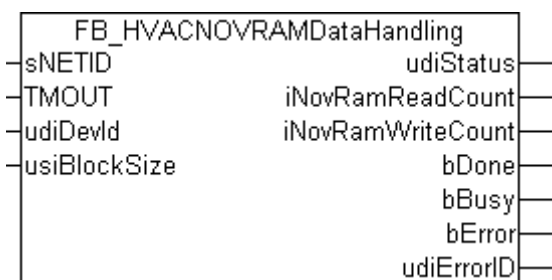 FB_HVACNOVRAMDataHandling
sNETID udiStatus
TMOUT iNovRamReadCount
udiDevId iNovRamWriteCount
usiBlockSize bDone
bBusy
bError
udiErrorID